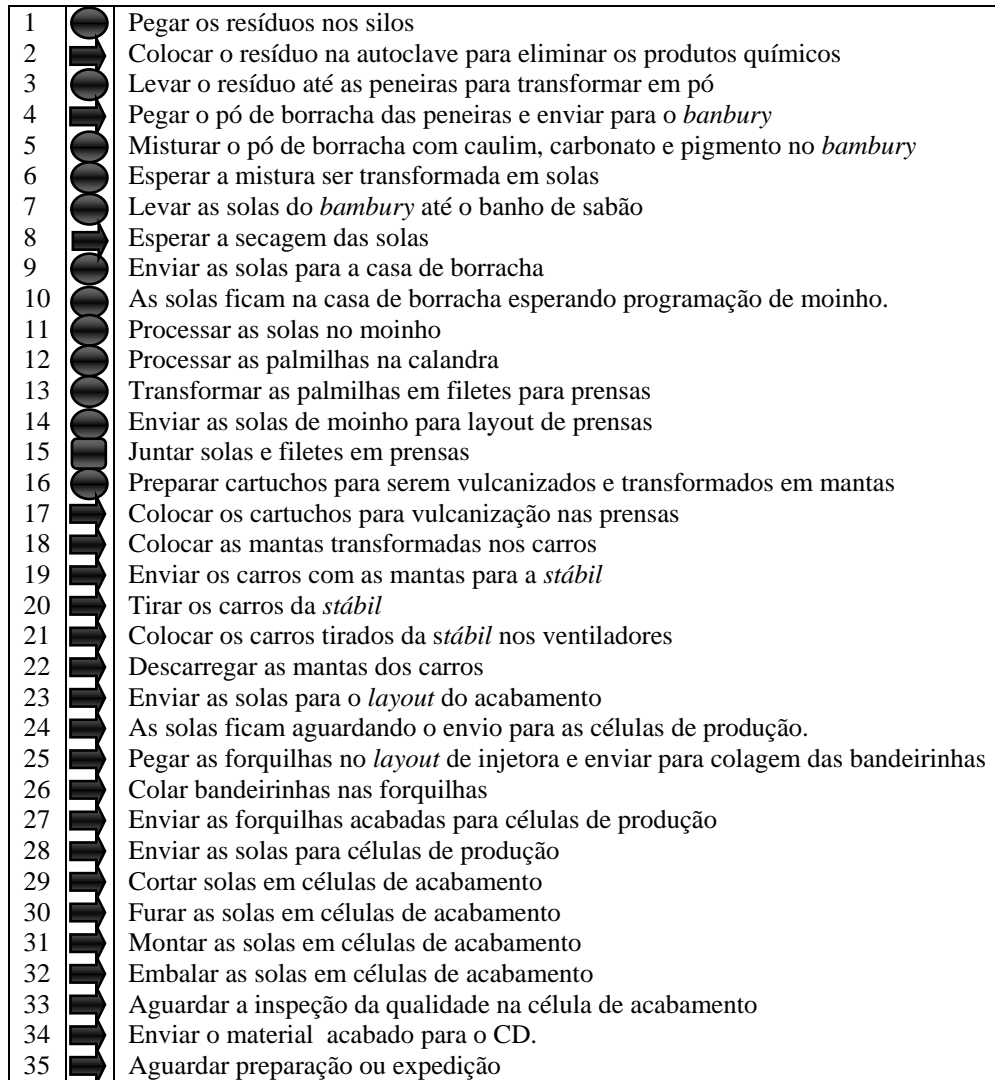 1 Pegar os resíduos nos silos
2 Colocar o resíduo na autoclave para eliminar os produtos químicos
3 Levar o resíduo até as peneiras para transformar em pó
4 Pegar o pó de borracha das peneiras e enviar para o banbury
5 Misturar o pó de borracha com caulim, carbonato e pigmento no bambury
6 Esperar a mistura ser transformada em solas
7 Levar as solas do bambury até o banho de sabão
8 Esperar a secagem das solas
9 Enviar as solas para a casa de borracha
10 As solas ficam na casa de borracha esperando programação de moinho.
11 Processar as solas no moinho
12 Processar as palmilhas na calandra
13 Transformar as palmilhas em filetes para prensas
14 Enviar as solas de moinho para layout de prensas
15 Juntar solas e filetes em prensas
16 Preparar cartuchos para serem vulcanizados e transformados em mantas
17 Colocar os cartuchos para vulcanização nas prensas
18 Colocar as mantas transformadas nos carros
19 Enviar os carros com as mantas para a stábil
20 Tirar os carros da stábil
21 Colocar os carros tirados da stábil nos ventiladores
22 Descarregar as mantas dos carros
23 Enviar as solas para o layout do acabamento
24 As solas ficam aguardando o envio para as células de produção.
25 Pegar as forquilhas no layout de injetora e enviar para colagem das bandeirinhas
26 Colar bandeirinhas nas forquilhas
27 Enviar as forquilhas acabadas para células de produção
28 Enviar as solas para células de produção
29 Cortar solas em células de acabamento
30 Furar as solas em células de acabamento
31 Montar as solas em células de acabamento
32 Embalar as solas em células de acabamento
33 Aguardar a inspeção da qualidade na célula de acabamento
34 Enviar o material acabado para o CD.
35 Aguardar preparação ou expedição